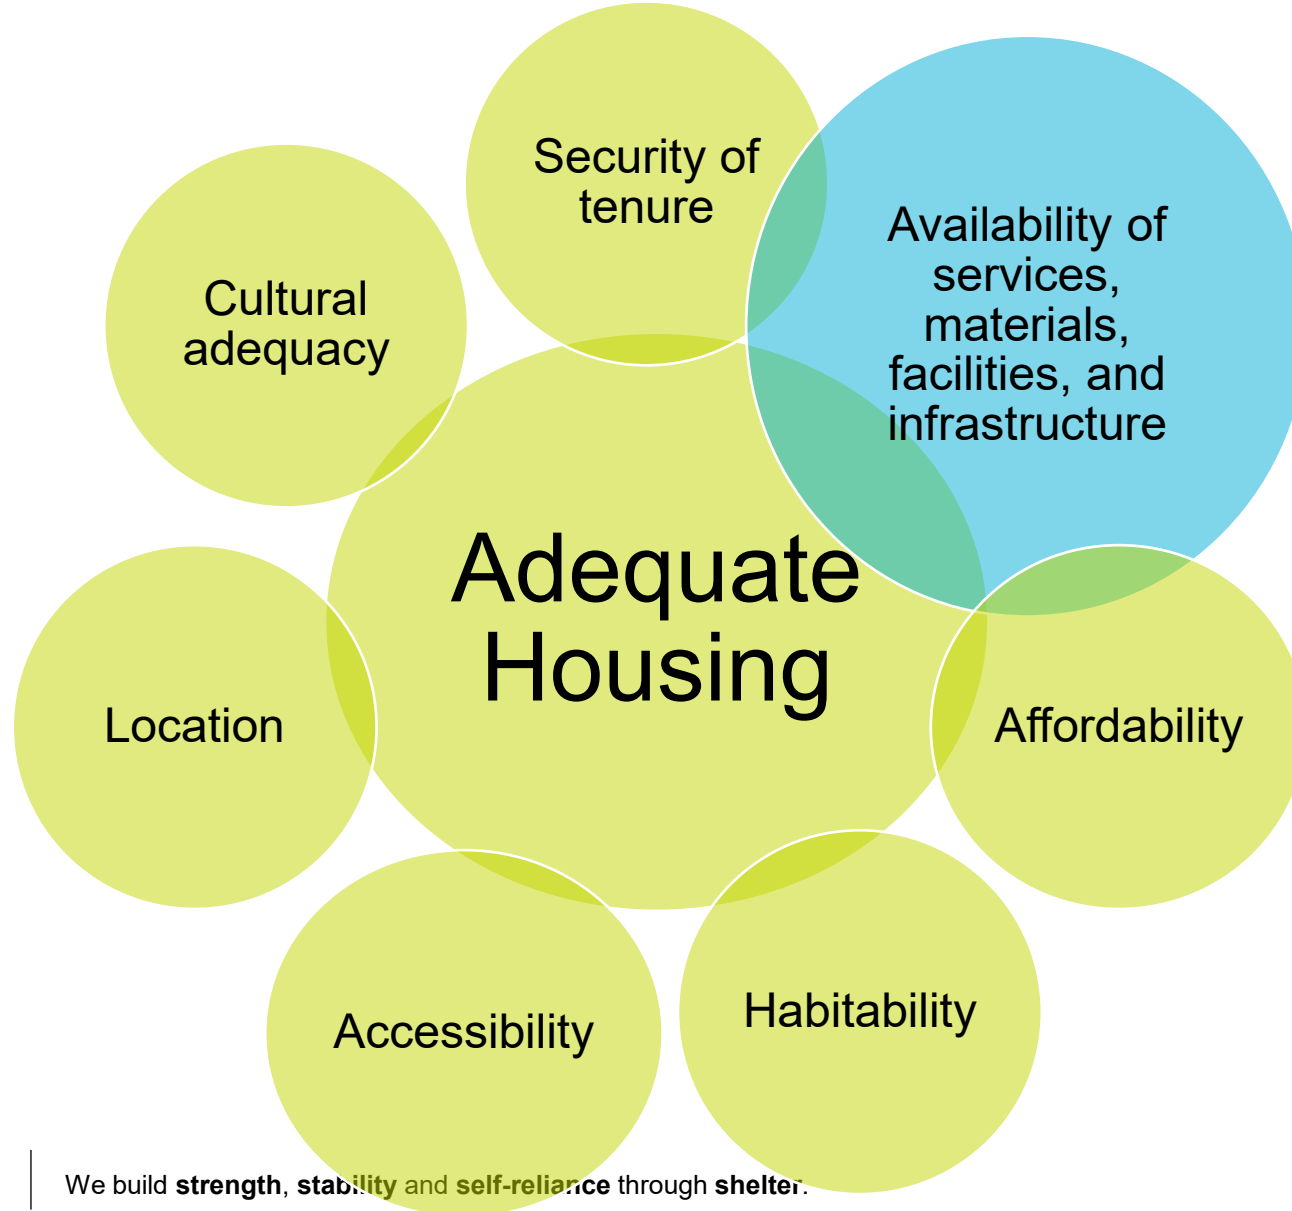 Security of
tenure
Availability of
services,
materials,
facilities, and
infrastructure
Cultural
adequacy
Adequate
Housing
Location
Affordability
Accessibility
Habitability
We build strength, stability and self-reliance through shelter.